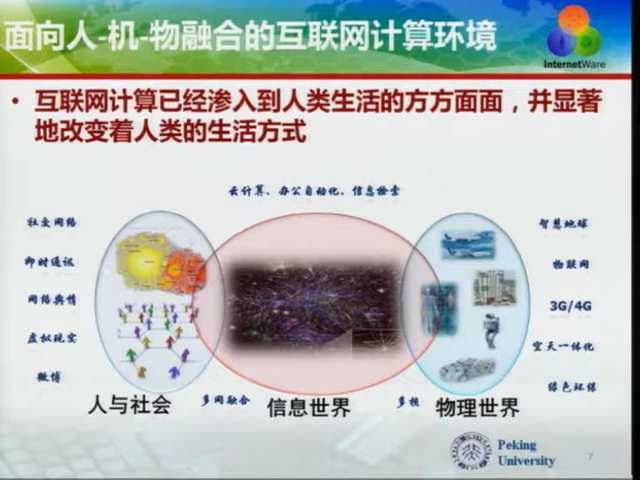 面向人-机-物融合的互联网计算环境
InternetWare
• 互联网计算已经渗入到人类生活的方方面面，并显著
地改变着人类的生活方式
云计算、办公自动化、信息检索
社交网络
即时通讯
网络舆情
虚拟现实
微博
智慧地球
物联网
3G/4G
空天一体化
绿色环保
人与社会
多网融合
信息世界
多核
物理世界
Peking
University
7